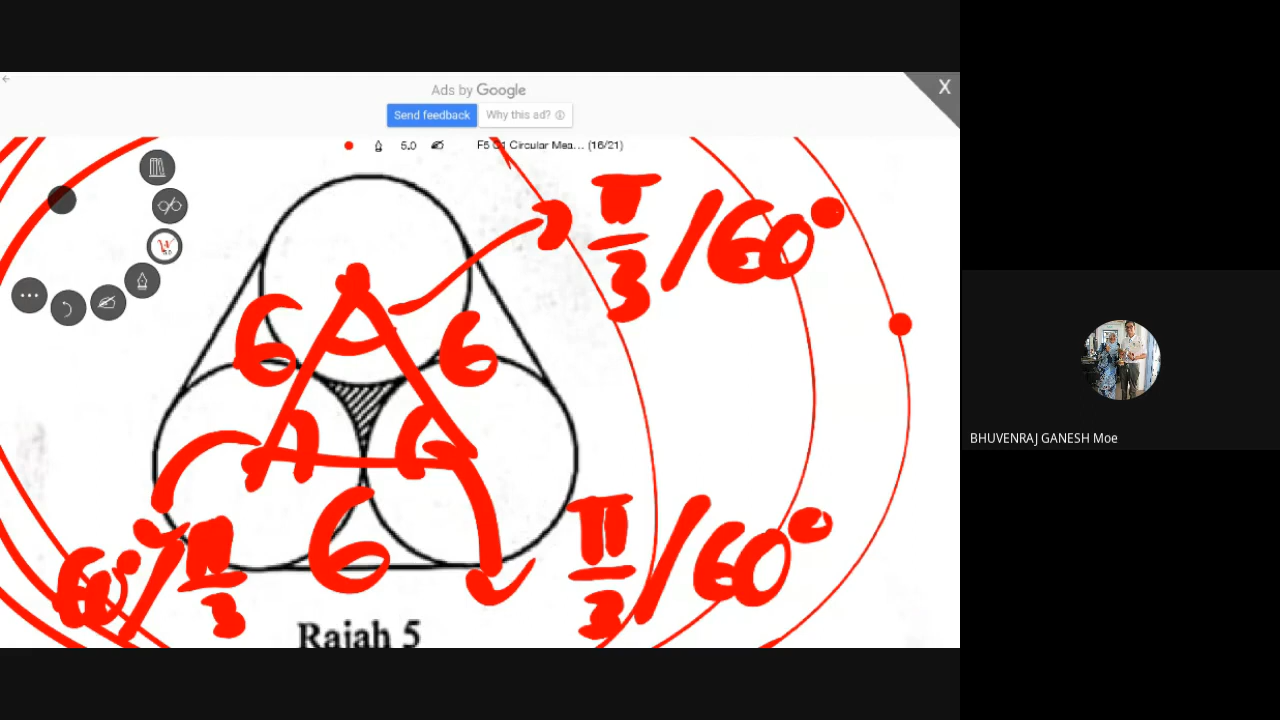 Ads by Google
Send feedback Why this ad?
X
5.0 F5 C1 Circular Mea... (16/21)
π/3 / 60°
6 6
6
60° / π/3
π/3 / 60°
Rajah 5
BHUVENRAJ GANESH Moe